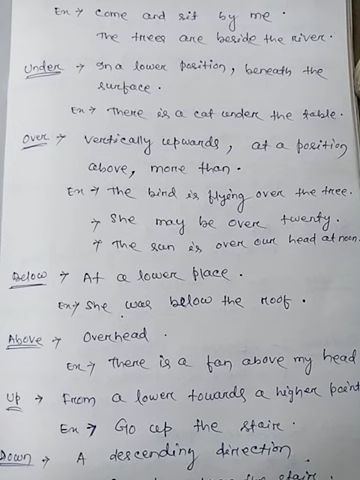 Ex → come and sit by me .
The trees are beside the river.
Under → In a lower position, beneath the
surface .
Ex → There is a cat under the table .
Over → vertically upwards, at a position
above, more than .
Ex → The bird is flying over the tree.
→ She may be over twenty .
→ The sun is over our head at noon.
Below → At a lower place .
Ex → She was below the roof .
Above → Overhead .
Ex → There is a fan above my head
Up → From a lower towards a higher point
Ex → Go up the stair .
Down → A descending direction .
the stair .